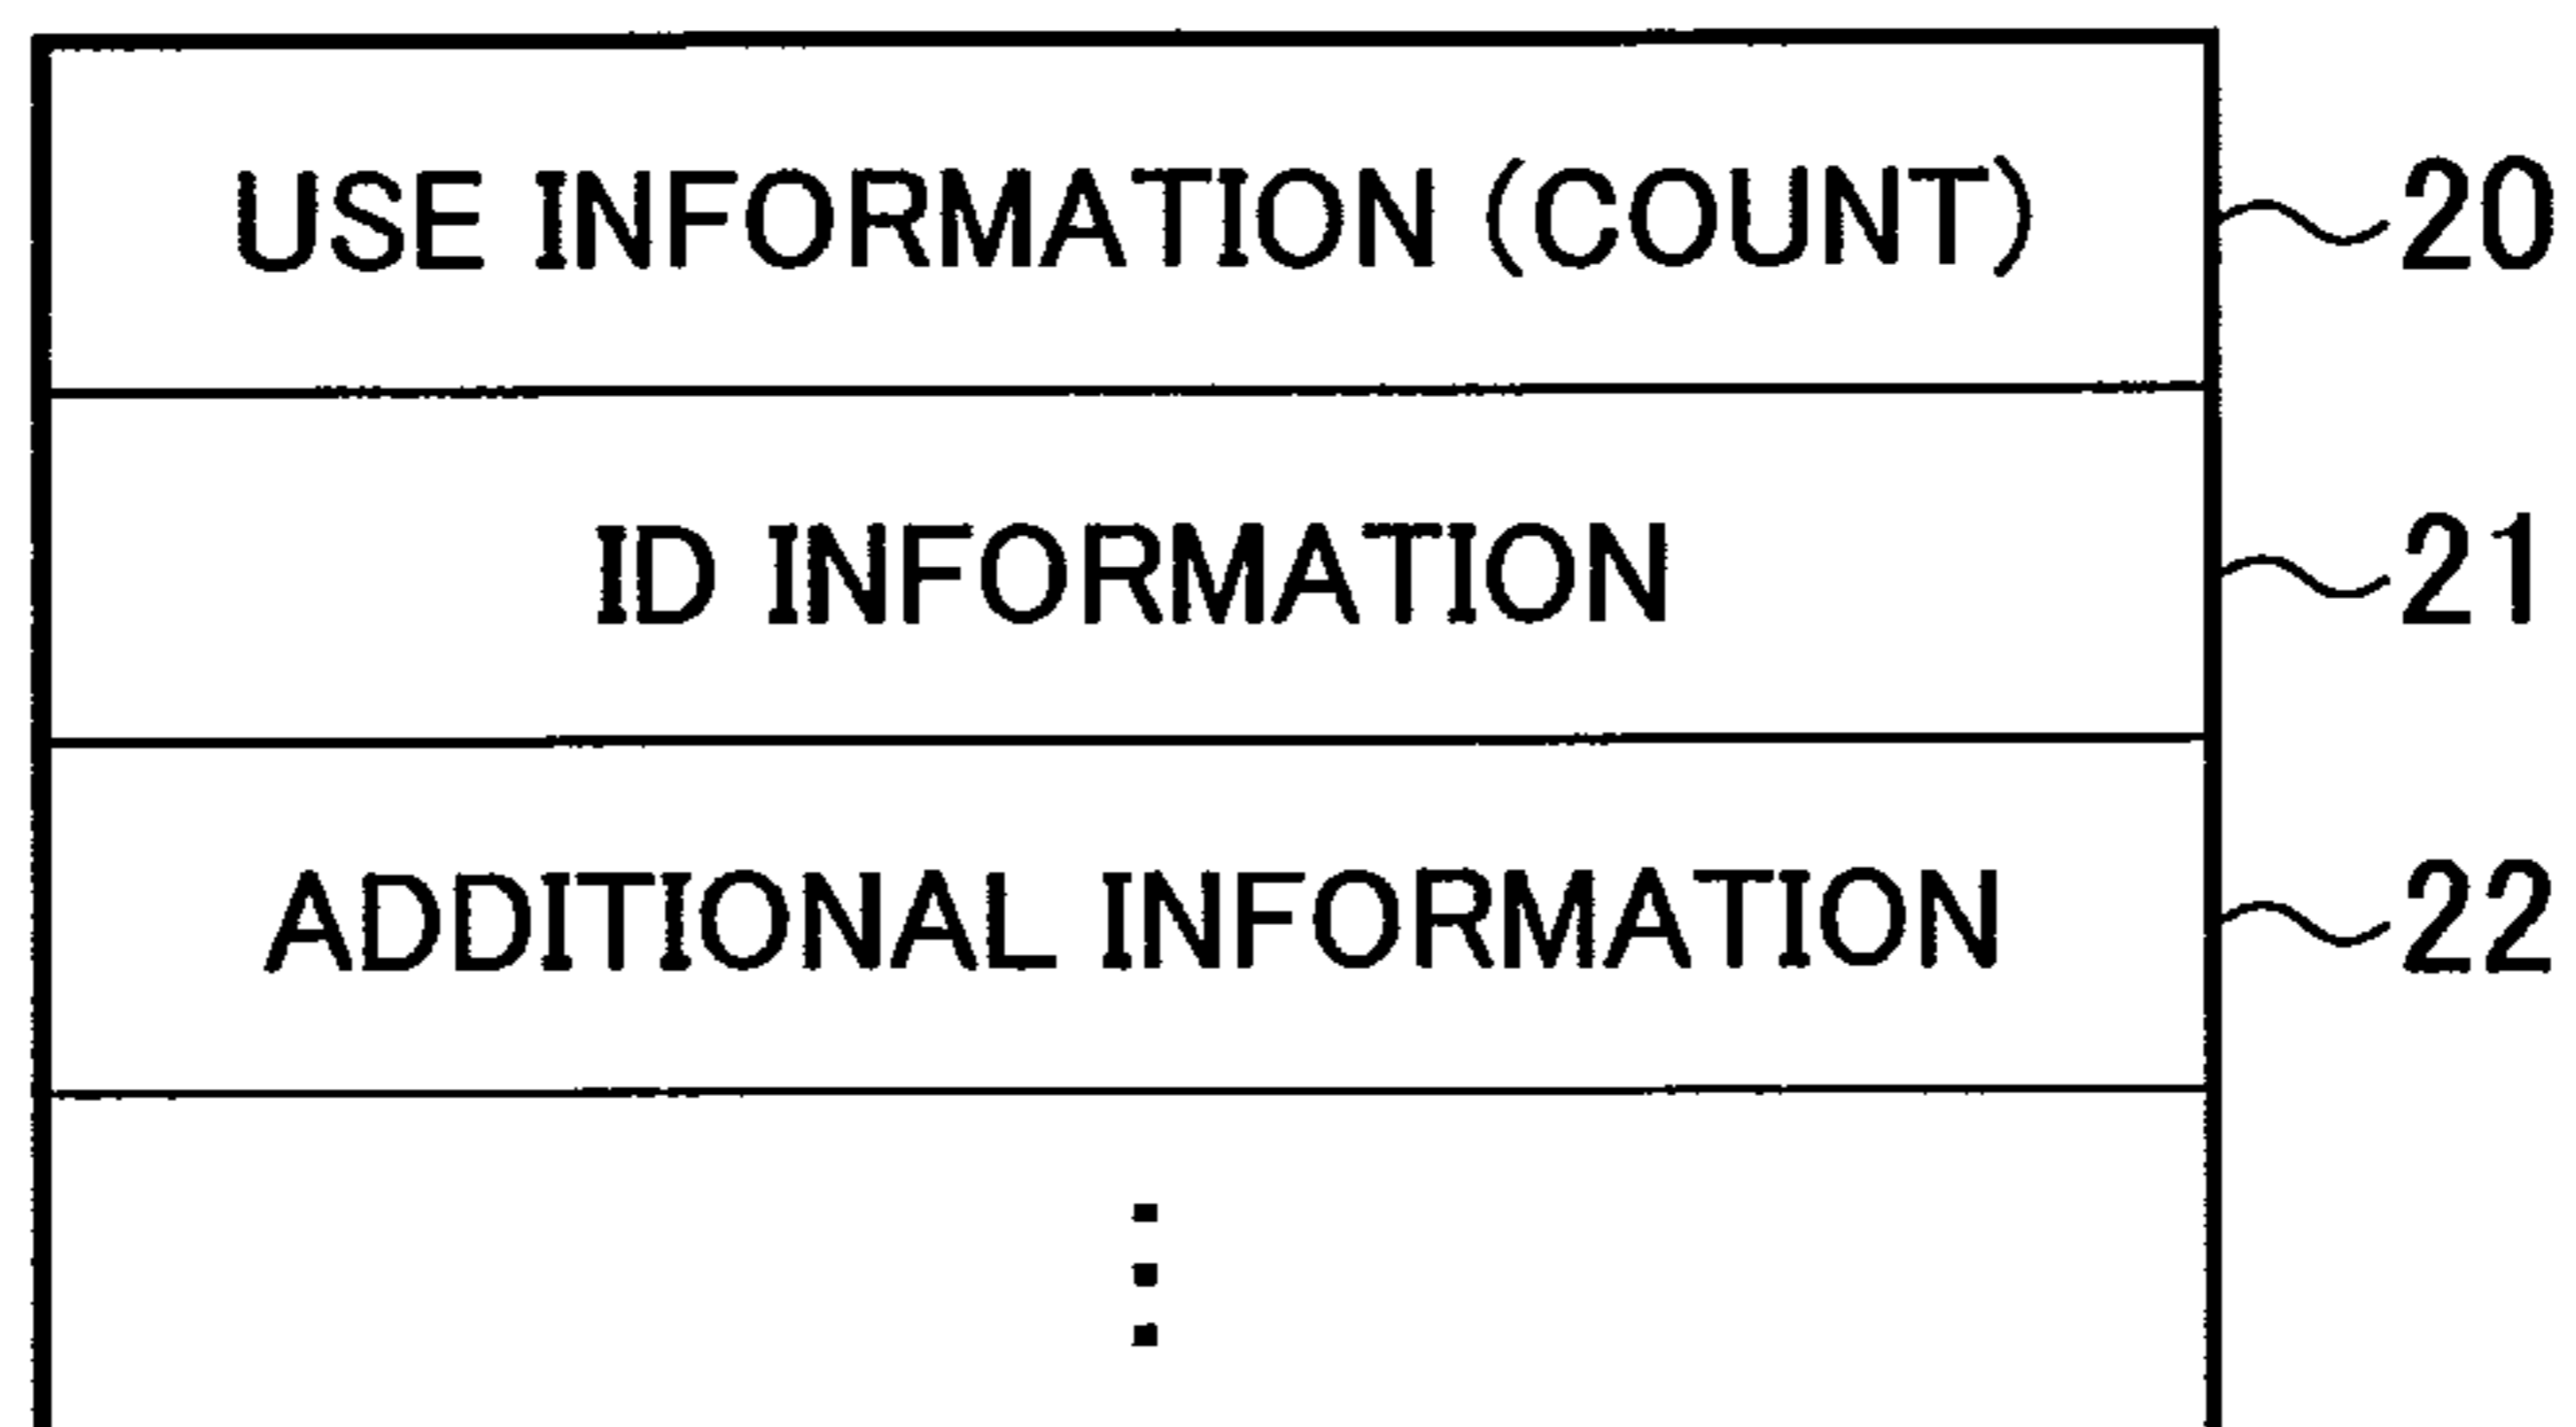 USE INFORMATION (COUNT) 20
ID INFORMATION 21
ADDITIONAL INFORMATION 22